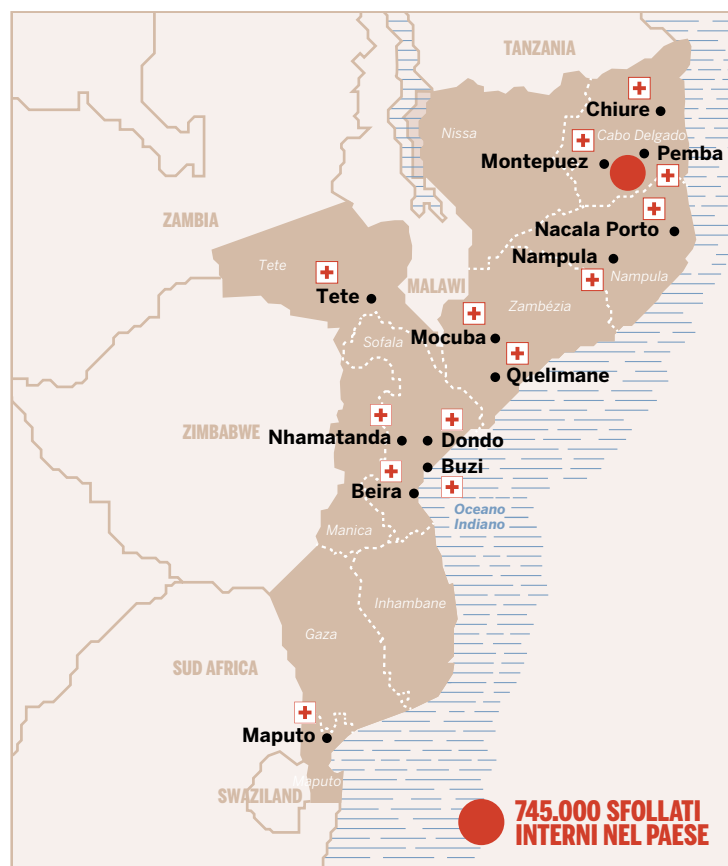 TANZANIA
Chiure
Nissa
Cabo Delgado
Montepuez
Pemba
ZAMBIA
Nacala Porto
Nampula
Tete
MALAWI
Nampula
Tete
Zambézia
Mocuba
Sofala
Quelimane
ZIMBABWE
Nhamatanda
Dondo
Buzi
Beira
Oceano
Indiano
Manica
Inhambane
Gaza
SUD AFRICA
Maputo
Maputo
SWAZILAND
745.000 SFOLLATI
INTERNI NEL PAESE